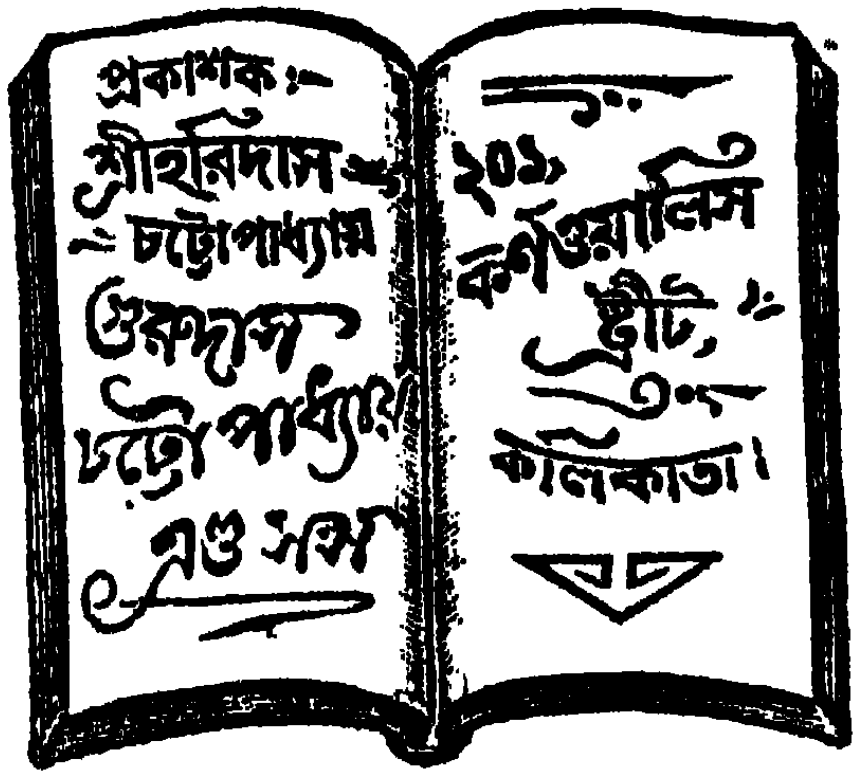 প্রকাশক :—
শ্রীহরিদাস
চট্টোপাধ্যায়
গুরুদাস
চট্টোপাধ্যায়
এণ্ড সন্স
২০১,
কর্ণওয়ালিস
ষ্ট্রীট,
কলিকাতা।